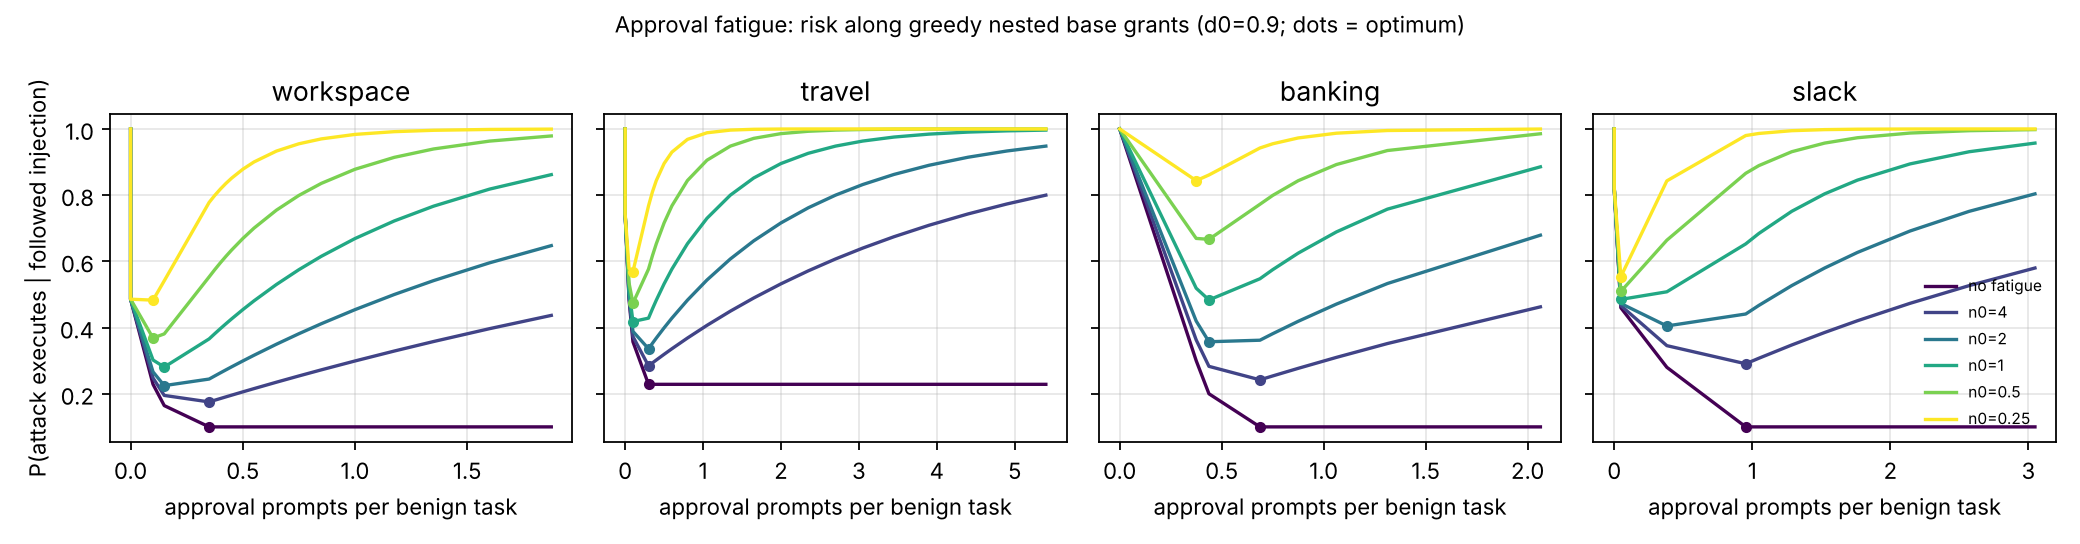 Approval fatigue: risk along greedy nested base grants (d0=0.9; dots = optimum)
P(attack executes | followed injection)
workspace
1.0
0.8
0.6
0.4
0.2
0.0 0.5 1.0 1.5
approval prompts per benign task
travel
0 1 2 3 4 5
approval prompts per benign task
banking
0.0 0.5 1.0 1.5 2.0
approval prompts per benign task
slack
no fatigue
n0=4
n0=2
n0=1
n0=0.5
n0=0.25
0 1 2 3
approval prompts per benign task